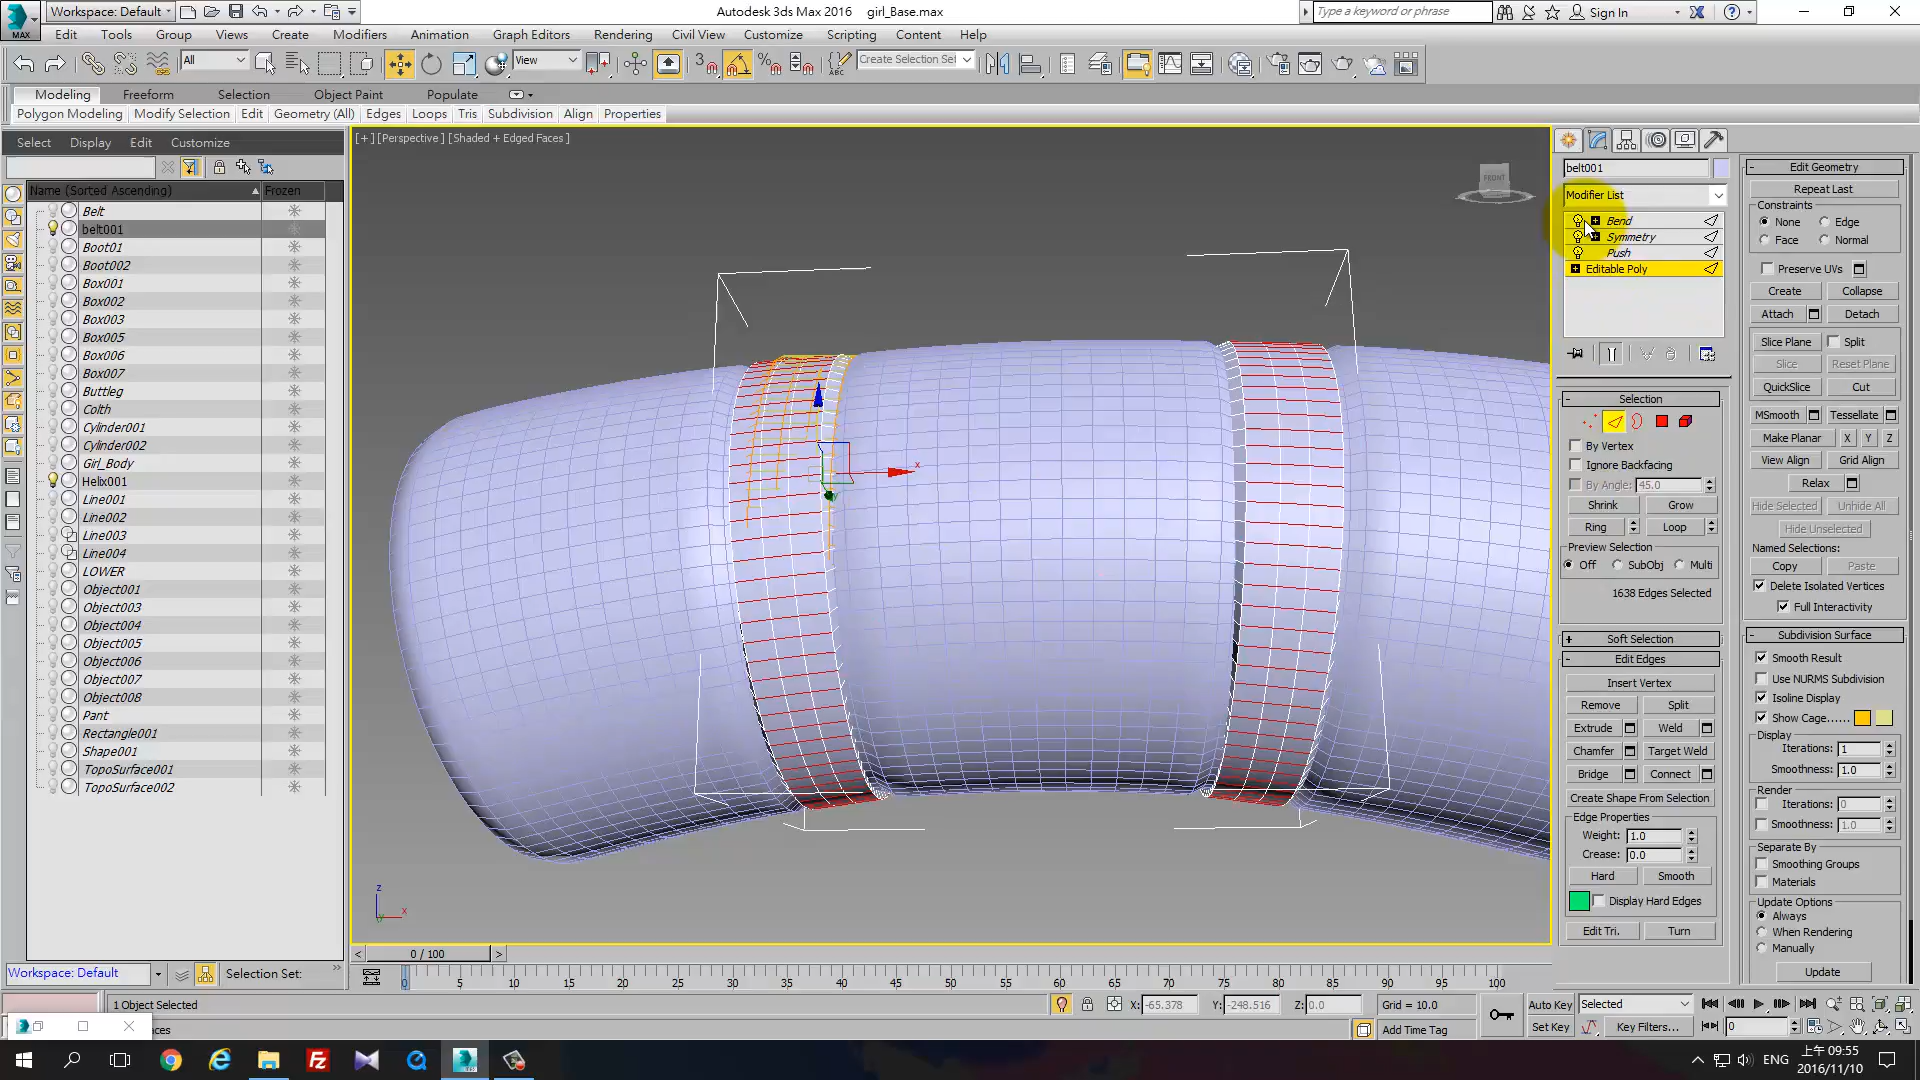 Workspace: Default
Autodesk 3ds Max 2016 girl_Base.max
Type a keyword or phrase
Sign In
MAX
Edit Tools Group Views Create Modifiers Animation Graph Editors Rendering Civil View Customize Scripting Content Help
All
View
3
ABC
Create Selection Set
Modeling Freeform Selection Object Paint Populate
Polygon Modeling Modify Selection Edit Geometry (All) Edges Loops Tris Subdivision Align Properties
Select Display Edit Customize
Name (Sorted Ascending) Frozen
Belt
belt001
Boot01
Boot002
Box001
Box002
Box003
Box005
Box006
Box007
Buttleg
Colth
Cylinder001
Cylinder002
Girl_Body
Helix001
Line001
Line002
Line003
Line004
LOWER
Object001
Object003
Object004
Object005
Object006
Object007
Object008
Pant
Rectangle001
Shape001
TopoSurface001
TopoSurface002
[+] [Perspective] [Shaded + Edged Faces]
FRONT
x
z
x
y
belt001
Modifier List
Bend
Symmetry
Push
Editable Poly
Selection
By Vertex
Ignore Backfacing
By Angle: 45.0
Shrink Grow
Ring Loop
Preview Selection
Off SubObj Multi
1638 Edges Selected
Soft Selection
Edit Edges
Insert Vertex
Remove Split
Extrude Weld
Chamfer Target Weld
Bridge Connect
Create Shape From Selection
Edge Properties
Weight: 1.0
Crease: 0.0
Hard Smooth
Display Hard Edges
Edit Tri. Turn
Edit Geometry
Repeat Last
Constraints
None Edge
Face Normal
Preserve UVs
Create Collapse
Attach Detach
Slice Plane Split
Slice Reset Plane
QuickSlice Cut
MSmooth Tessellate
Make Planar X Y Z
View Align Grid Align
Relax
Hide Selected Unhide All
Hide Unselected
Named Selections:
Copy Paste
Delete Isolated Vertices
Full Interactivity
Subdivision Surface
Smooth Result
Use NURMS Subdivision
Isoline Display
Show Cage......
Display
Iterations: 1
Smoothness: 1.0
Render
Iterations: 0
Smoothness: 1.0
Separate By
Smoothing Groups
Materials
Update Options
Always
When Rendering
Manually
Update
0 / 100
Workspace: Default Selection Set:
0 5 10 15 20 25 30 35 40 45 50 55 60 65 70 75 80 85 90 95 100
1 Object Selected X: -65.378 Y: -248.516 Z: 0.0 Grid = 10.0 Auto Key Selected
aces Add Time Tag Set Key Key Filters... 0
ENG 上午 09:55
2016/11/10